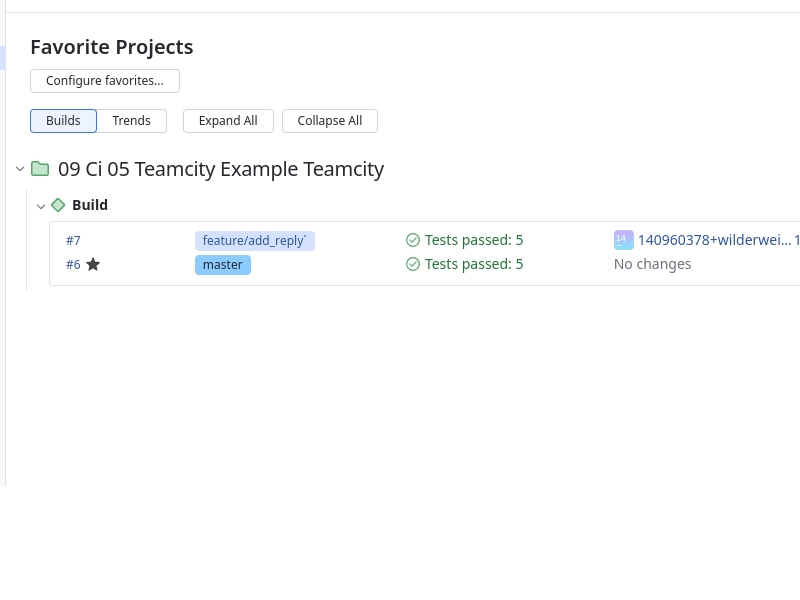 Favorite Projects
Configure favorites...
Builds Trends Expand All Collapse All
09 Ci 05 Teamcity Example Teamcity
Build
#7 feature/add_reply` Tests passed: 5 14 140960378+wilderwei... 1
#6 master Tests passed: 5 No changes